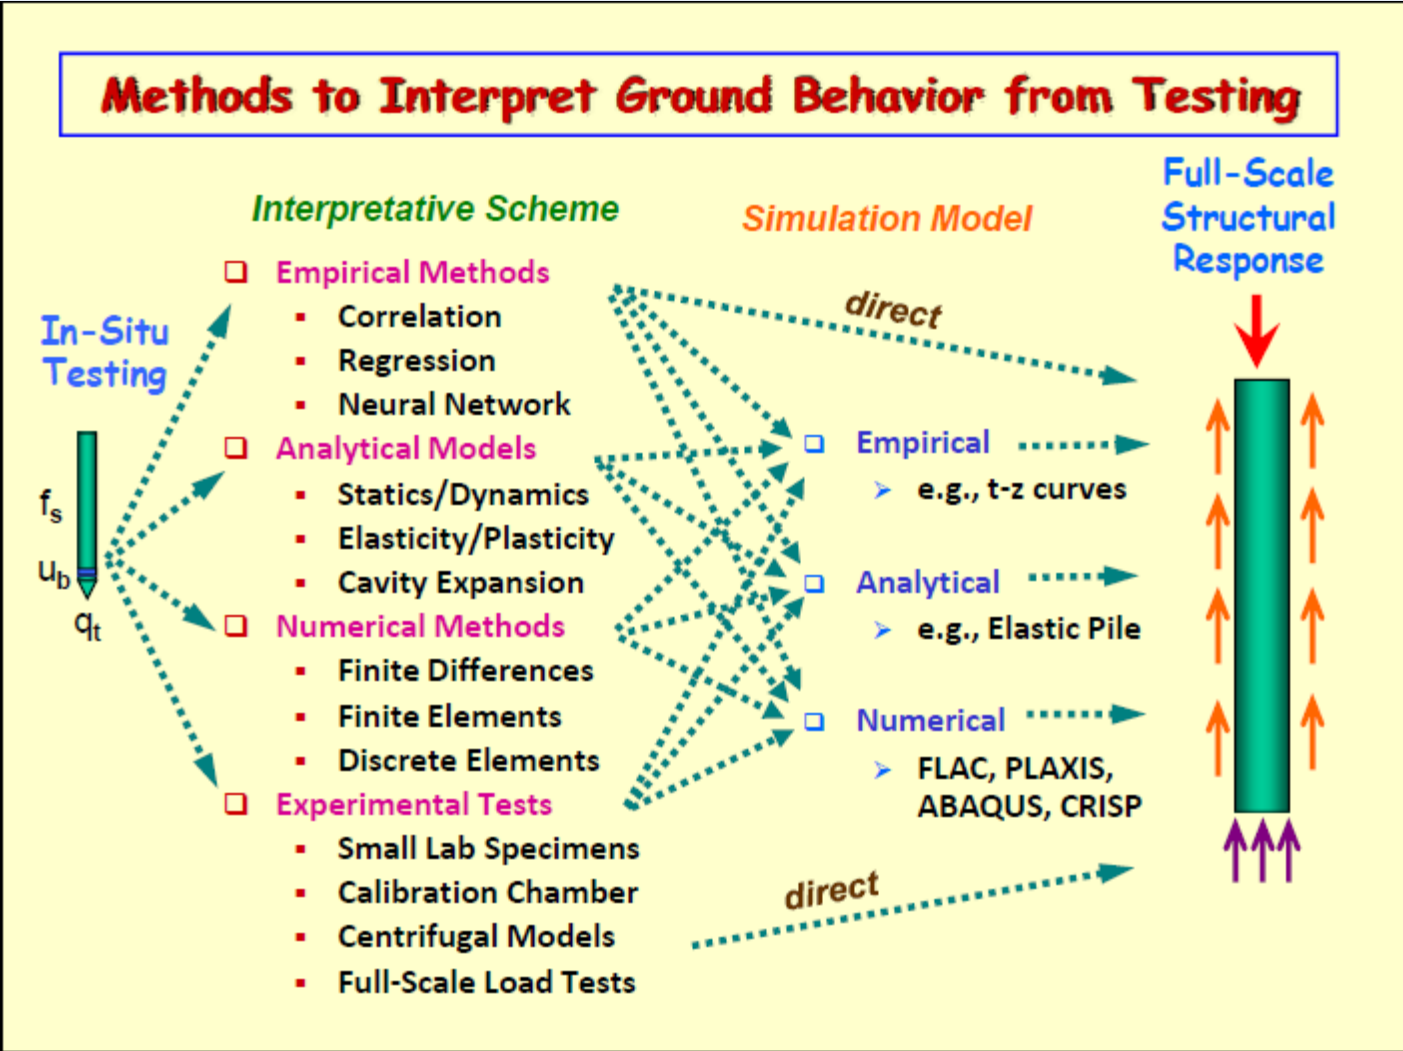 Methods to Interpret Ground Behavior from Testing
In-Situ
Testing
fs
ub
qt
Interpretative Scheme
Empirical Methods
Correlation
Regression
Neural Network
Analytical Models
Statics/Dynamics
Elasticity/Plasticity
Cavity Expansion
Numerical Methods
Finite Differences
Finite Elements
Discrete Elements
Experimental Tests
Small Lab Specimens
Calibration Chamber
Centrifugal Models
Full-Scale Load Tests
Simulation Model
direct
Empirical
e.g., t-z curves
Analytical
e.g., Elastic Pile
Numerical
FLAC, PLAXIS,
ABAQUS, CRISP
direct
Full-Scale
Structural
Response